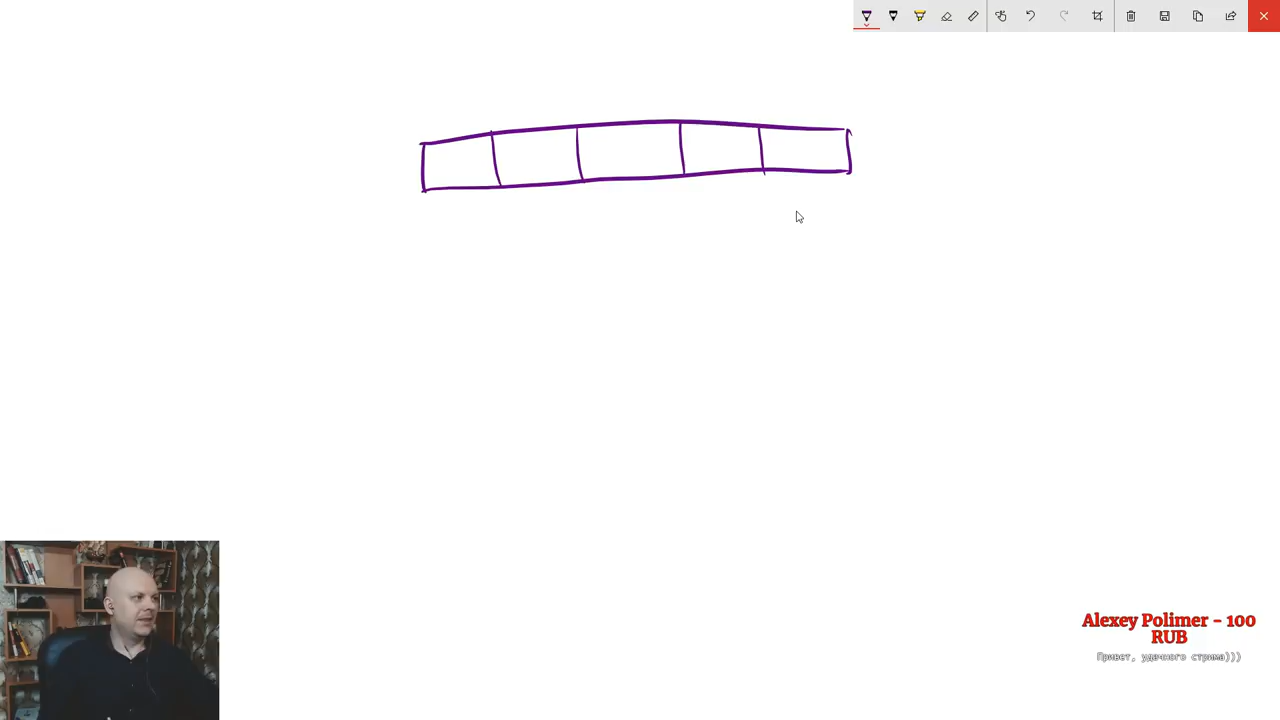 Alexey Polimer - 100
RUB
Привет, удачного стрима)))